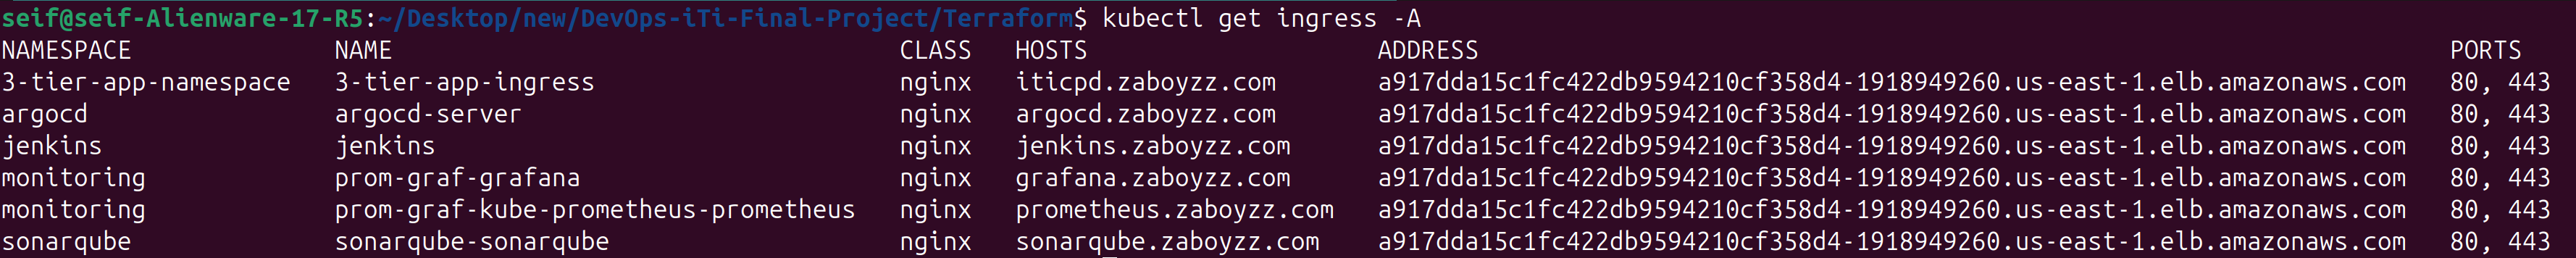 seif@seif-Alienware-17-R5:~/Desktop/new/DevOps-iTi-Final-Project/Terraform$ kubectl get ingress -A
NAMESPACE NAME CLASS HOSTS ADDRESS PORTS
3-tier-app-namespace 3-tier-app-ingress nginx iticpd.zaboyzz.com a917dda15c1fc422db9594210cf358d4-1918949260.us-east-1.elb.amazonaws.com 80, 443
argocd argocd-server nginx argocd.zaboyzz.com a917dda15c1fc422db9594210cf358d4-1918949260.us-east-1.elb.amazonaws.com 80, 443
jenkins jenkins nginx jenkins.zaboyzz.com a917dda15c1fc422db9594210cf358d4-1918949260.us-east-1.elb.amazonaws.com 80, 443
monitoring prom-graf-grafana nginx grafana.zaboyzz.com a917dda15c1fc422db9594210cf358d4-1918949260.us-east-1.elb.amazonaws.com 80, 443
monitoring prom-graf-kube-prometheus-prometheus nginx prometheus.zaboyzz.com a917dda15c1fc422db9594210cf358d4-1918949260.us-east-1.elb.amazonaws.com 80, 443
sonarqube sonarqube-sonarqube nginx sonarqube.zaboyzz.com a917dda15c1fc422db9594210cf358d4-1918949260.us-east-1.elb.amazonaws.com 80, 443